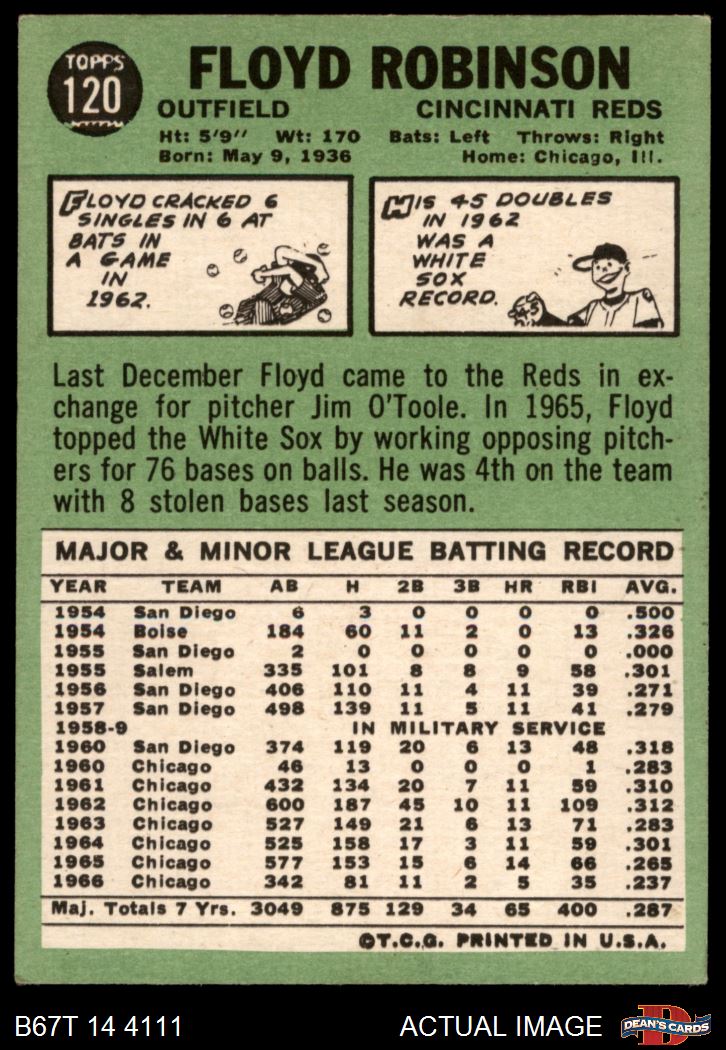 TOPPS
120
FLOYD ROBINSON
OUTFIELD CINCINNATI REDS
Ht: 5'9" Wt: 170 Bats: Left Throws: Right
Born: May 9, 1936 Home: Chicago, Ill.
FLOYD CRACKED 6
SINGLES IN 6 AT
BATS IN
A GAME
IN
1962.
HIS 45 DOUBLES
IN 1962
WAS A
WHITE
SOX
RECORD.
Last December Floyd came to the Reds in ex-
change for pitcher Jim O'Toole. In 1965, Floyd
topped the White Sox by working opposing pitch-
ers for 76 bases on balls. He was 4th on the team
with 8 stolen bases last season.
MAJOR & MINOR LEAGUE BATTING RECORD
YEAR TEAM AB H 2B 3B HR RBI AVG.
1954 San Diego 6 3 0 0 0 0 .500
1954 Boise 184 60 11 2 0 13 .326
1955 San Diego 2 0 0 0 0 0 .000
1955 Salem 335 101 8 8 9 58 .301
1956 San Diego 406 110 11 4 11 39 .271
1957 San Diego 498 139 11 5 11 41 .279
1958-9 IN MILITARY SERVICE
1960 San Diego 374 119 20 6 13 48 .318
1960 Chicago 46 13 0 0 0 1 .283
1961 Chicago 432 134 20 7 11 59 .310
1962 Chicago 600 187 45 10 11 109 .312
1963 Chicago 527 149 21 6 13 71 .283
1964 Chicago 525 158 17 3 11 59 .301
1965 Chicago 577 153 15 6 14 66 .265
1966 Chicago 342 81 11 2 5 35 .237
Maj. Totals 7 Yrs. 3049 875 129 34 65 400 .287
©T.C.G. PRINTED IN U.S.A.
B67T 14 4111 ACTUAL IMAGE
D
DEAN'S CARDS